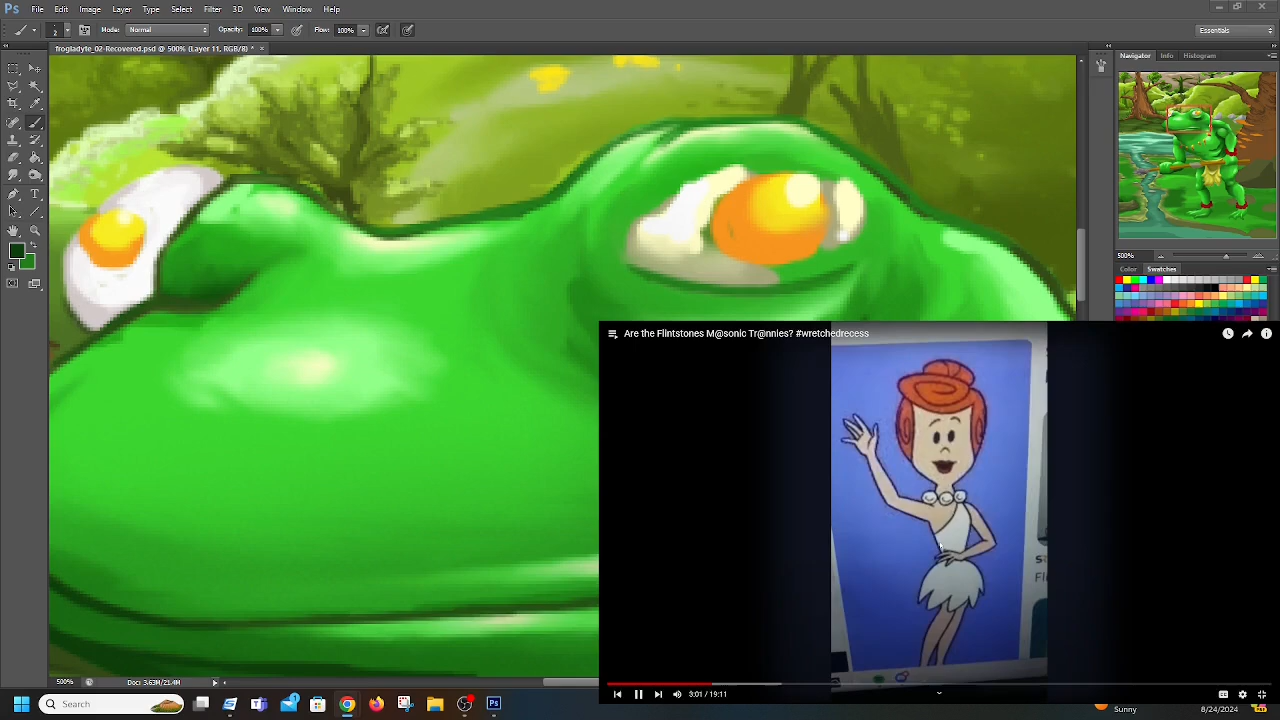 Ps File Edit Image Layer Type Select Filter 3D View Window Help
2 Mode: Normal Opacity: 100% Flow: 100% Essentials
frogladyte_02-Recovered.psd @ 500% (Layer 11, RGB/8) * ×
Navigator Info Histogram
500%
Color Swatches
Are the Flintstones M@sonic Tr@nnies? #wretchedrecess
500% Doc: 3.63M/21.4M
3:01 / 19:11
Search
Sunny 8/24/2024